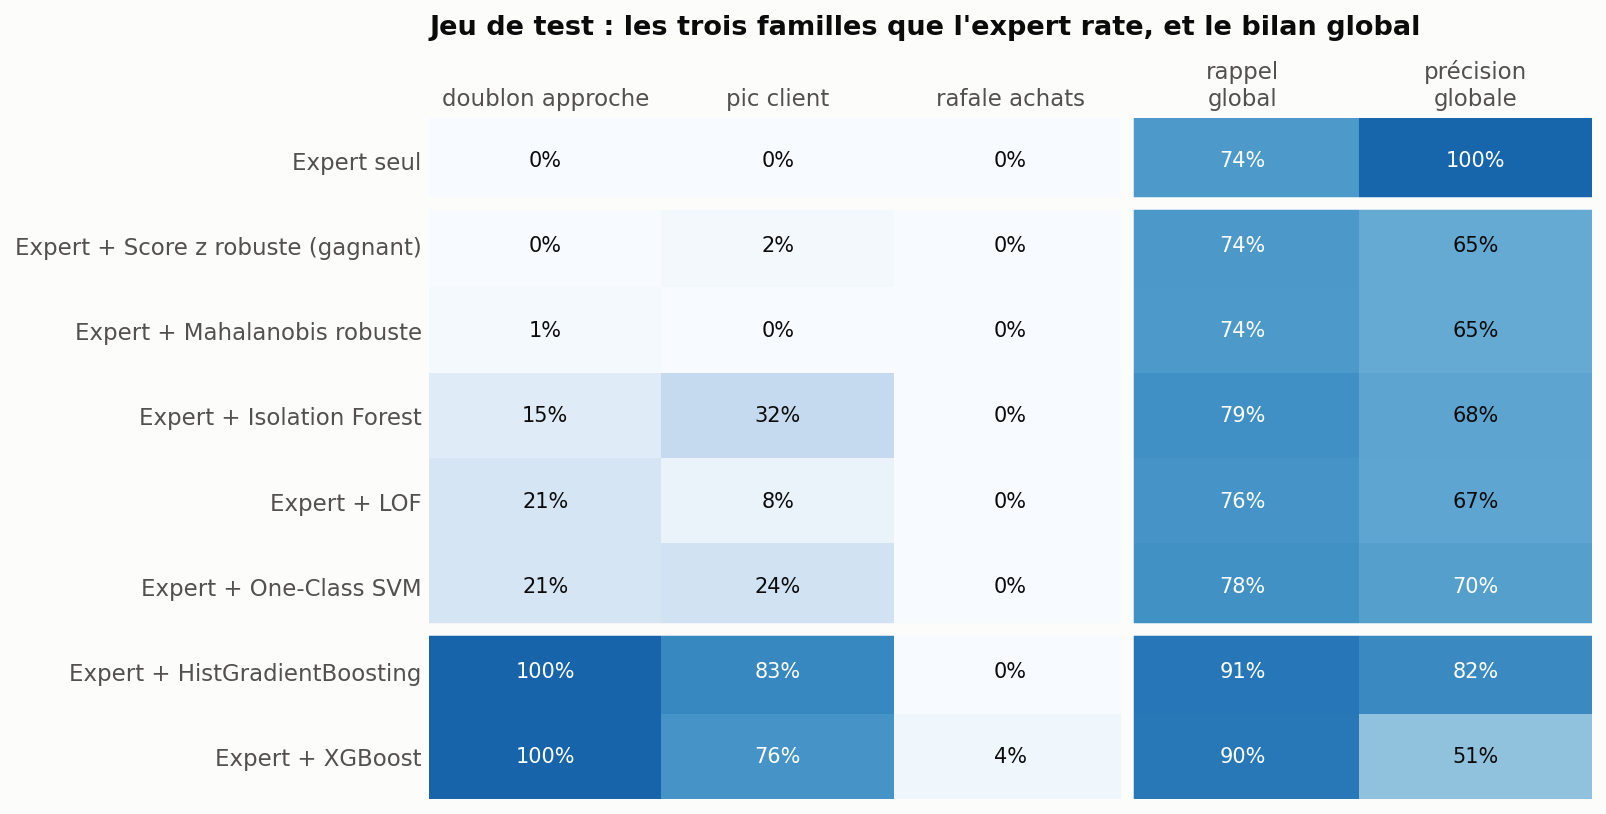 Jeu de test : les trois familles que l'expert rate, et le bilan global
doublon approche pic client rafale achats rappel global précision globale
Expert seul 0% 0% 0% 74% 100%
Expert + Score z robuste (gagnant) 0% 2% 0% 74% 65%
Expert + Mahalanobis robuste 1% 0% 0% 74% 65%
Expert + Isolation Forest 15% 32% 0% 79% 68%
Expert + LOF 21% 8% 0% 76% 67%
Expert + One-Class SVM 21% 24% 0% 78% 70%
Expert + HistGradientBoosting 100% 83% 0% 91% 82%
Expert + XGBoost 100% 76% 4% 90% 51%